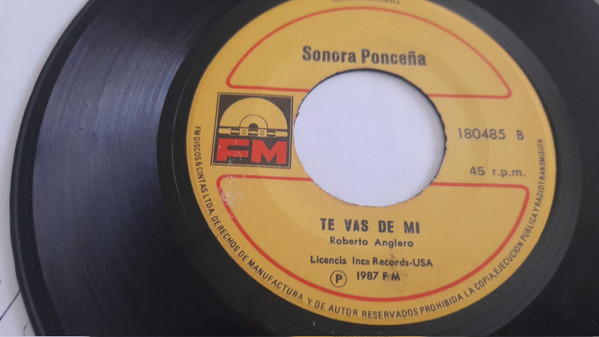 Sonora Ponceña
FM
180485 B
45 r.p.m.
TE VAS DE MI
Roberto Anglero
Licencia Inca Records-USA
Ⓟ 1987 F M
FM DISCOS & CINTAS LTDA. DERECHOS DE MANUFACTURA Y DE AUTOR RESERVADOS PROHIBIDA LA COPIA, EJECUCION PUBLICA Y RADIOTRANSMISION